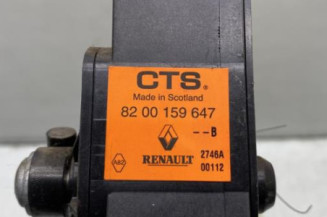 CTS®
Made in Scotland
82 00 159 647
--B
RENAULT
2746A
00112